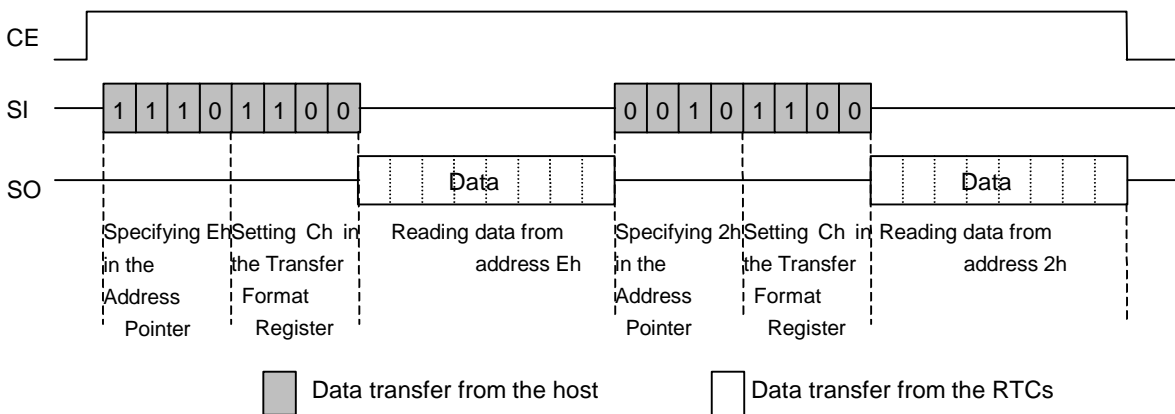 CE
SI 1 1 1 0 1 1 0 0 0 0 1 0 1 1 0 0
SO Data Data
Specifying Eh Setting Ch in Reading data from Specifying 2h Setting Ch in Reading data from
in the the Transfer address Eh in the the Transfer address 2h
Address Format Address Format
Pointer Register Pointer Register
Data transfer from the host Data transfer from the RTCs